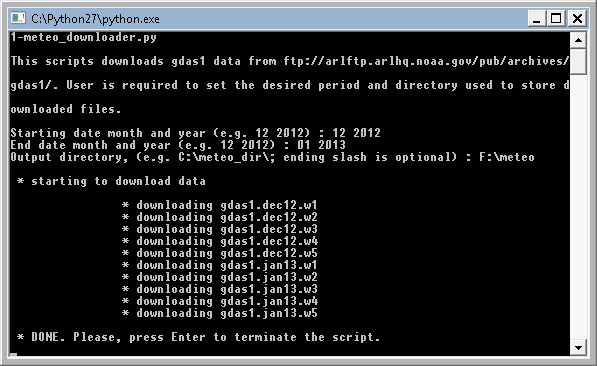 C:\Python27\python.exe
1-meteo_downloader.py
This scripts downloads gdas1 data from ftp://arlftp.arlhq.noaa.gov/pub/archives/
gdas1/. User is required to set the desired period and directory used to store d
ownloaded files.
Starting date month and year (e.g. 12 2012) : 12 2012
End date month and year (e.g. 12 2012) : 01 2013
Output directory, (e.g. C:\meteo_dir\; ending slash is optional) : F:\meteo
* starting to download data
* downloading gdas1.dec12.w1
* downloading gdas1.dec12.w2
* downloading gdas1.dec12.w3
* downloading gdas1.dec12.w4
* downloading gdas1.dec12.w5
* downloading gdas1.jan13.w1
* downloading gdas1.jan13.w2
* downloading gdas1.jan13.w3
* downloading gdas1.jan13.w4
* downloading gdas1.jan13.w5
* DONE. Please, press Enter to terminate the script.